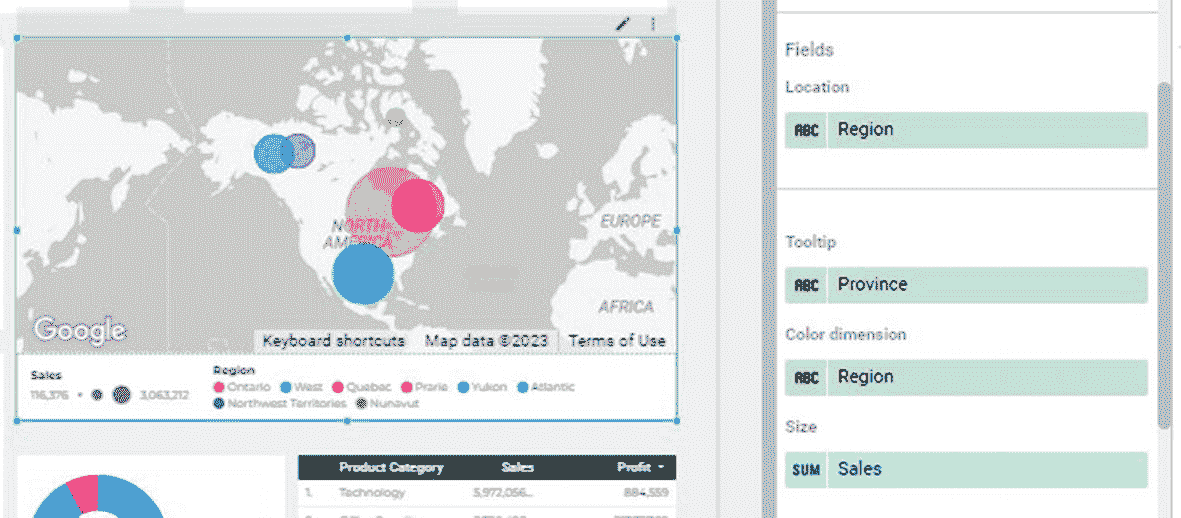 NORTH
AMERICA
EUROPE
AFRICA
Google
Keyboard shortcuts Map data ©2023 Terms of Use
Sales
116,376 3,063,212
Region
Ontario West Quebec Prarie Yukon Atlantic
Northwest Territories Nunavut
Product Category Sales Profit
1. Technology 5,972,056... 884,559
Fields
Location
ABC Region
Tooltip
ABC Province
Color dimension
ABC Region
Size
SUM Sales